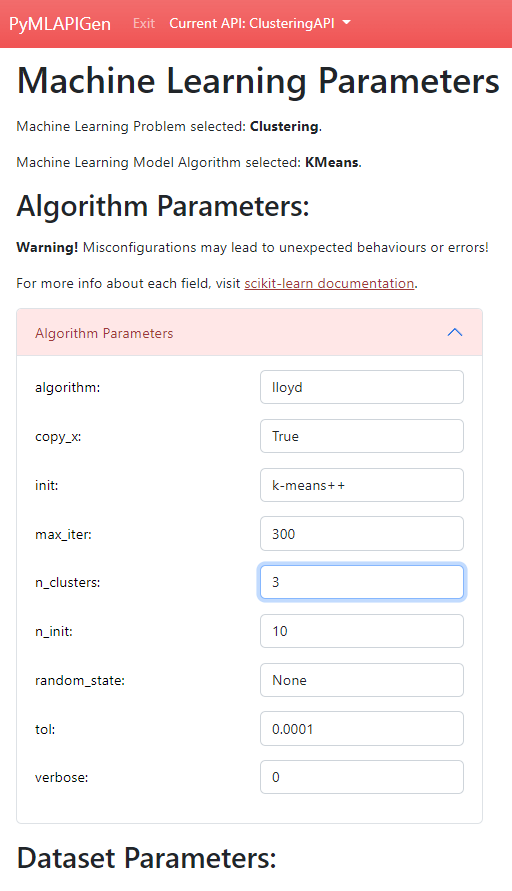 PyMLAPIGen Exit Current API: ClusteringAPI
Machine Learning Parameters
Machine Learning Problem selected: Clustering.
Machine Learning Model Algorithm selected: KMeans.
Algorithm Parameters:
Warning! Misconfigurations may lead to unexpected behaviours or errors!
For more info about each field, visit scikit-learn documentation.
Algorithm Parameters
algorithm: lloyd
copy_x: True
init: k-means++
max_iter: 300
n_clusters: 3
n_init: 10
random_state: None
tol: 0.0001
verbose: 0
Dataset Parameters: